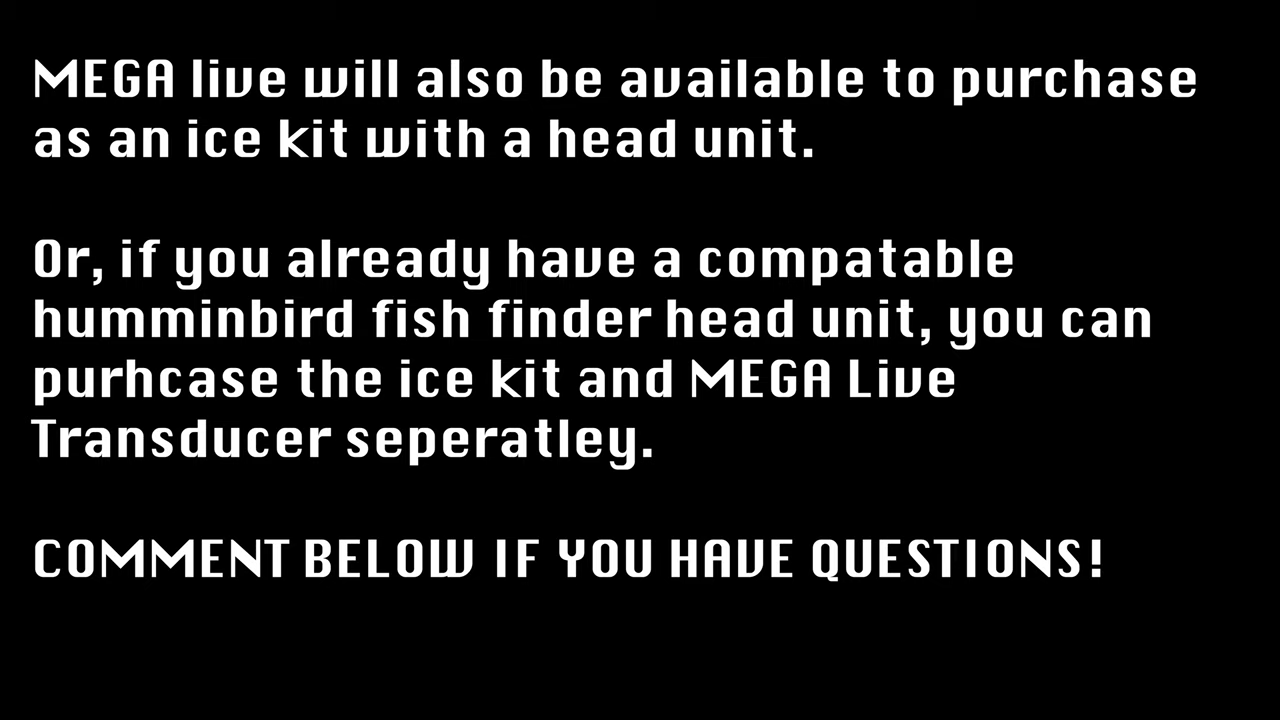 MEGA live will also be available to purchase
as an ice kit with a head unit.
Or, if you already have a compatable
humminbird fish finder head unit, you can
purhcase the ice kit and MEGA Live
Transducer seperatley.
COMMENT BELOW IF YOU HAVE QUESTIONS!